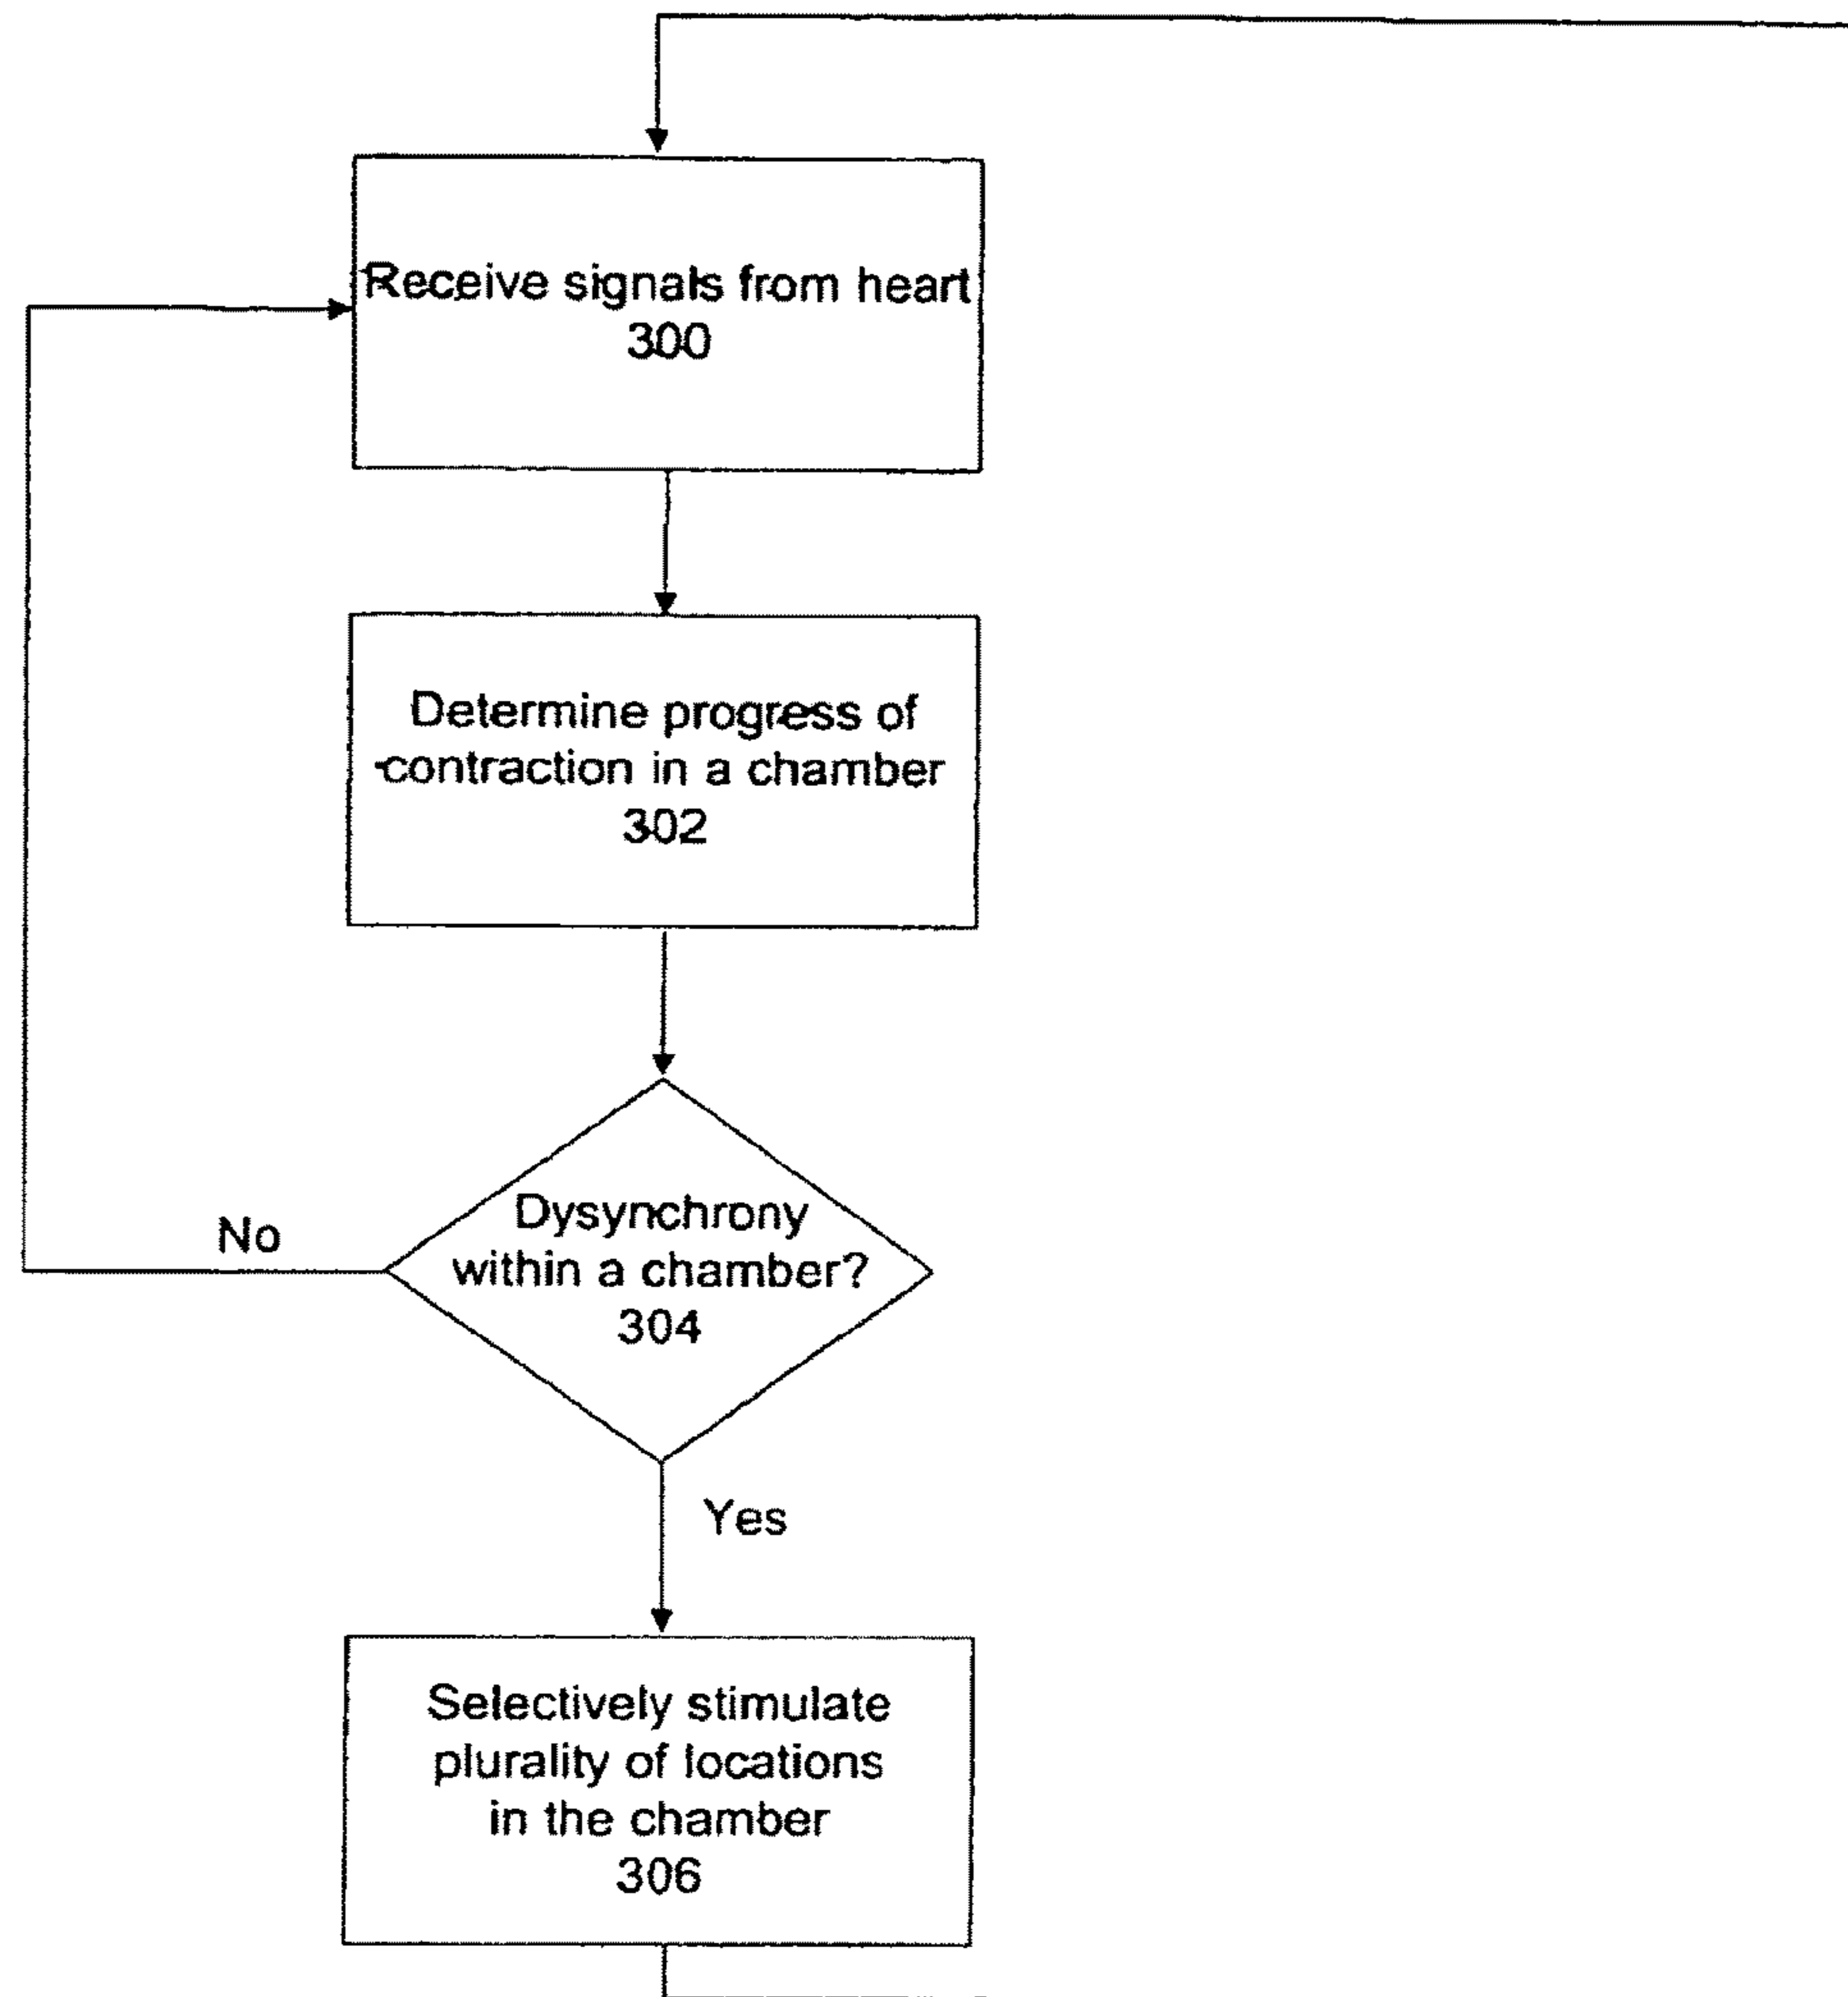 Receive signals from heart
300
Determine progress of
contraction in a chamber
302
Dysynchrony
within a chamber?
304
No
Yes
Selectively stimulate
plurality of locations
in the chamber
306